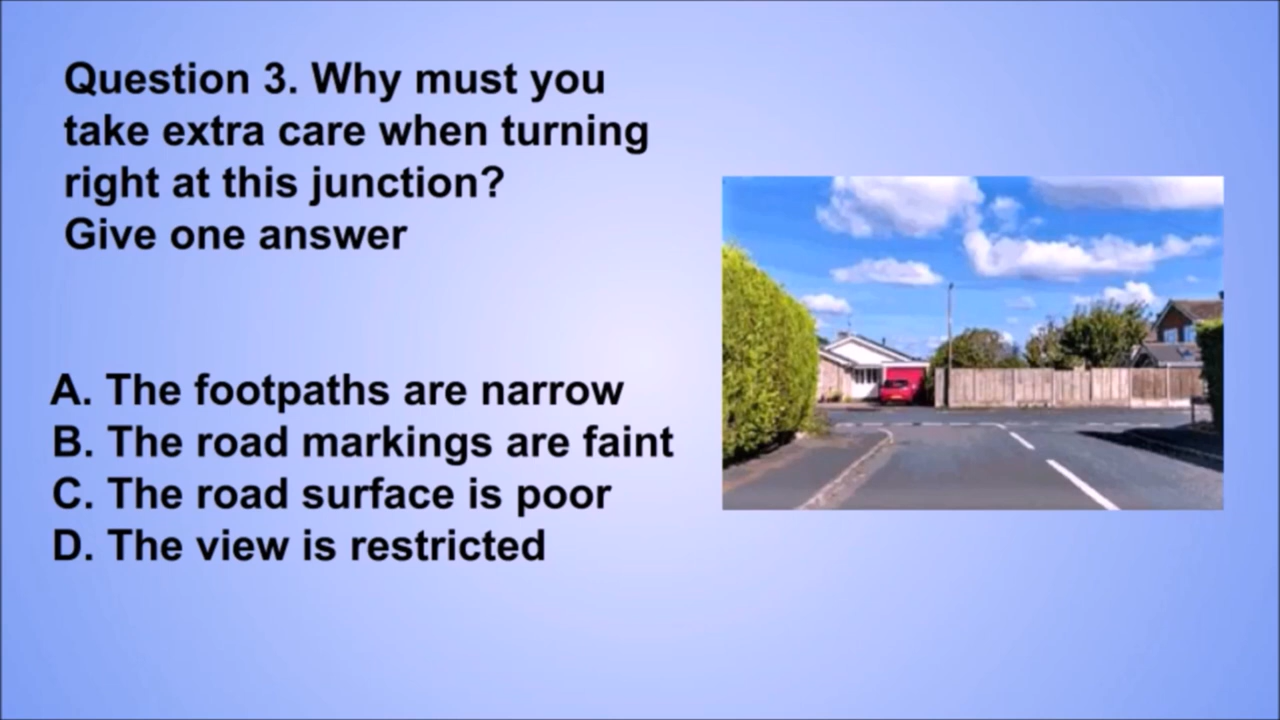 Question 3. Why must you
take extra care when turning
right at this junction?
Give one answer
A. The footpaths are narrow
B. The road markings are faint
C. The road surface is poor
D. The view is restricted